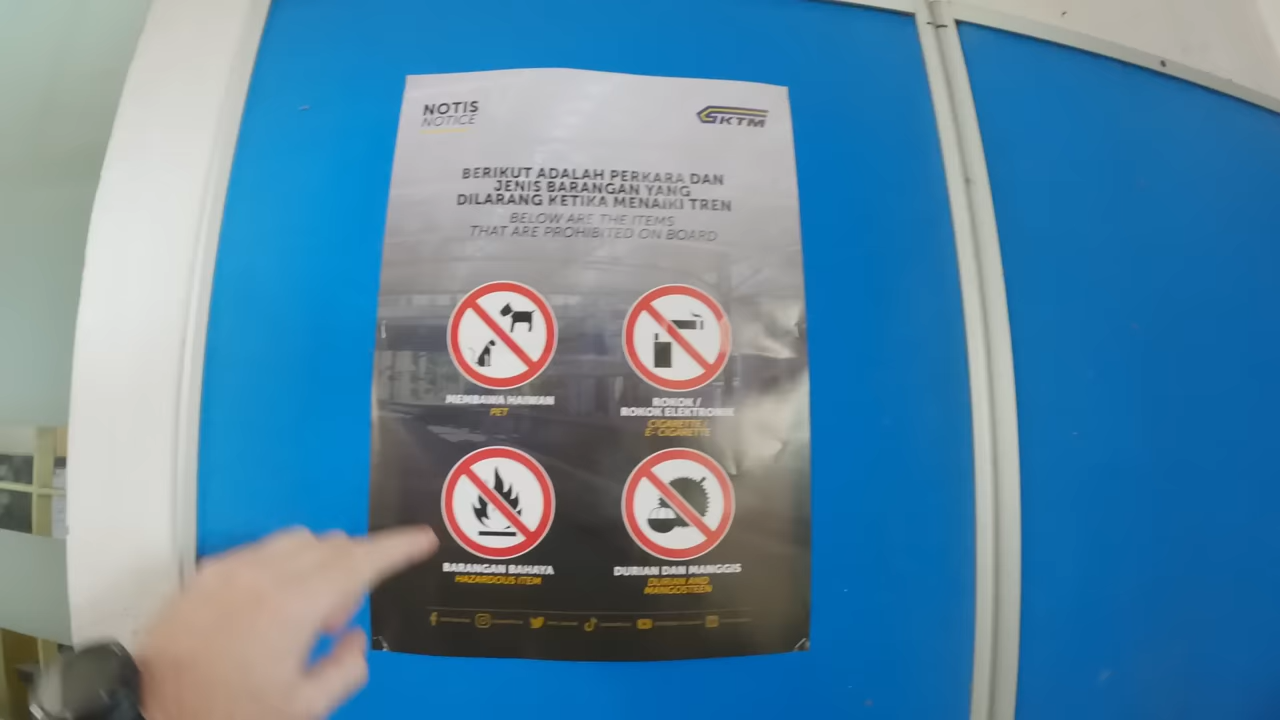 NOTIS
NOTICE
KTM
BERIKUT ADALAH PERKARA DAN
JENIS BARANGAN YANG
DILARANG KETIKA MENAIKI TREN
BELOW ARE THE ITEMS
THAT ARE PROHIBITED ON BOARD
MEMBAWA HAIWAN
PET
ROKOK /
ROKOK ELEKTRONIK
CIGARETTE /
E- CIGARETTE
BARANGAN BAHAYA
HAZARDOUS ITEM
DURIAN DAN MANGGIS
DURIAN AND
MANGOSTEEN